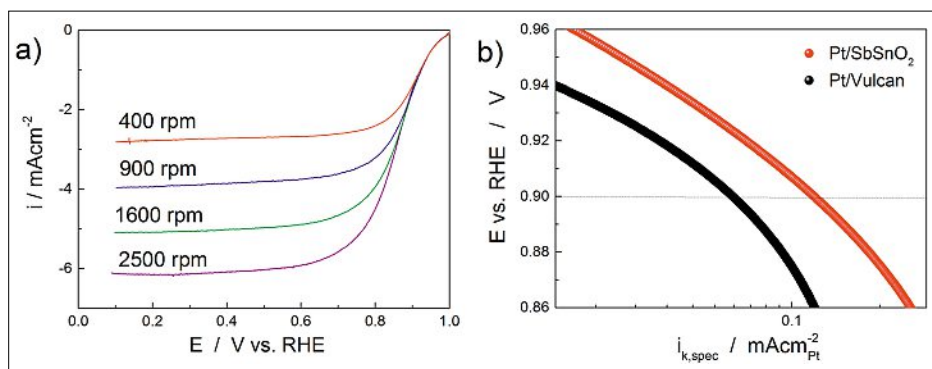 a)
0
-2
-4
-6
i / mAcm⁻²
400 rpm
900 rpm
1600 rpm
2500 rpm
0.0 0.2 0.4 0.6 0.8 1.0
E / V vs. RHE
b)
0.96
0.94
0.92
0.90
0.88
0.86
E vs. RHE / V
Pt/SbSnO₂
Pt/Vulcan
0.1
i_k,spec / mAcm⁻²_Pt